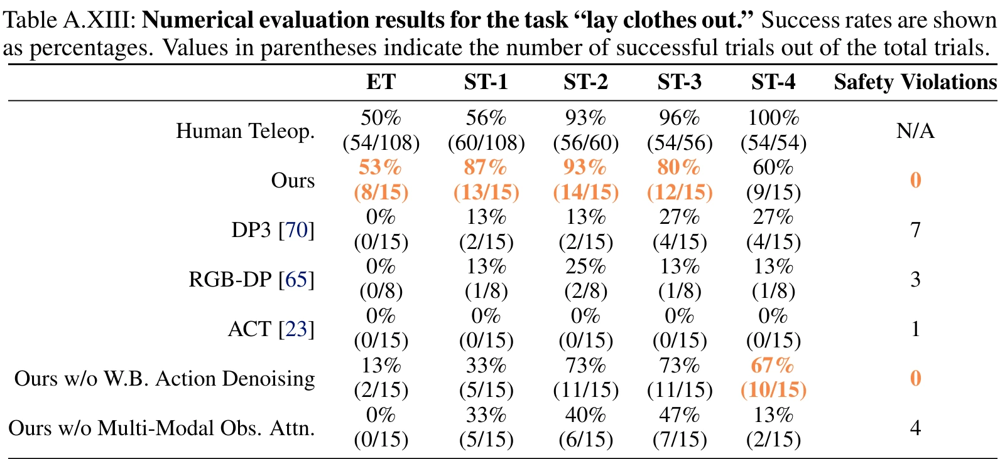 Table A.XIII: Numerical evaluation results for the task “lay clothes out.” Success rates are shown
as percentages. Values in parentheses indicate the number of successful trials out of the total trials.
ET ST-1 ST-2 ST-3 ST-4 Safety Violations
Human Teleop. 50% 56% 93% 96% 100% N/A
(54/108) (60/108) (56/60) (54/56) (54/54)
Ours 53% 87% 93% 80% 60% 0
(8/15) (13/15) (14/15) (12/15) (9/15)
DP3 [70] 0% 13% 13% 27% 27% 7
(0/15) (2/15) (2/15) (4/15) (4/15)
RGB-DP [65] 0% 13% 25% 13% 13% 3
(0/8) (1/8) (2/8) (1/8) (1/8)
ACT [23] 0% 0% 0% 0% 0% 1
(0/15) (0/15) (0/15) (0/15) (0/15)
Ours w/o W.B. Action Denoising 13% 33% 73% 73% 67% 0
(2/15) (5/15) (11/15) (11/15) (10/15)
Ours w/o Multi-Modal Obs. Attn. 0% 33% 40% 47% 13% 4
(0/15) (5/15) (6/15) (7/15) (2/15)